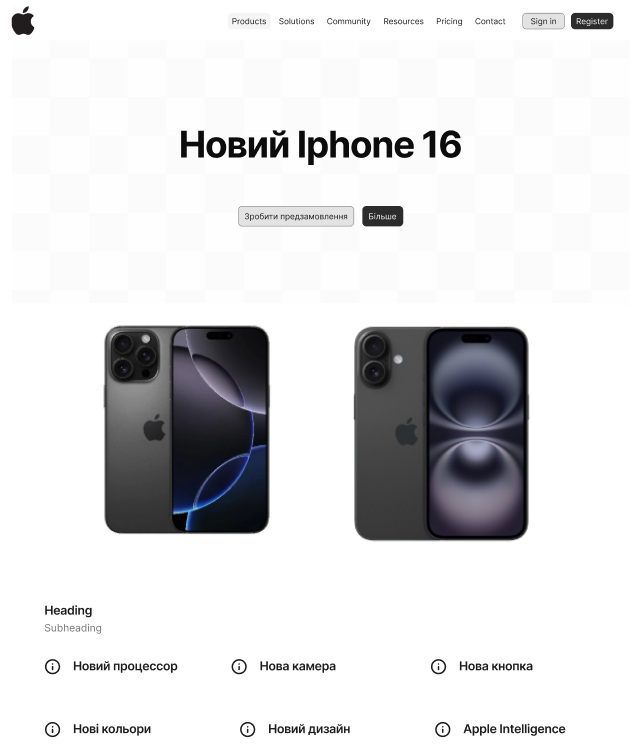 Products Solutions Community Resources Pricing Contact Sign in Register
Новий Iphone 16
Зробити предзамовлення Більше
Heading
Subheading
Новий процессор Нова камера Нова кнопка
Нові кольори Новий дизайн Apple Intelligence